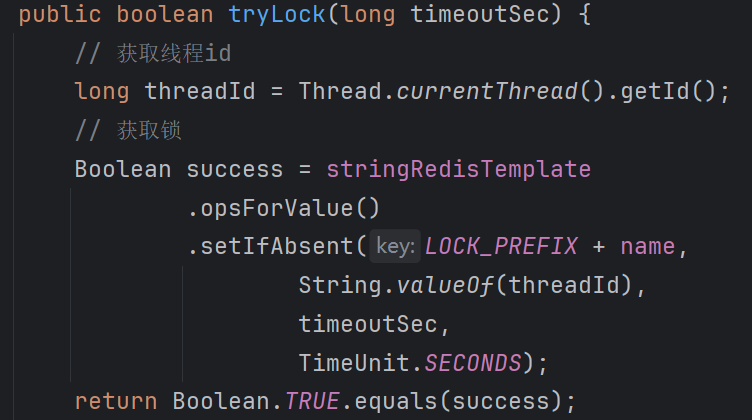 public boolean tryLock(long timeoutSec) {
// 获取线程id
long threadId = Thread.currentThread().getId();
// 获取锁
Boolean success = stringRedisTemplate
.opsForValue()
.setIfAbsent(key: LOCK_PREFIX + name,
String.valueOf(threadId),
timeoutSec,
TimeUnit.SECONDS);
return Boolean.TRUE.equals(success);